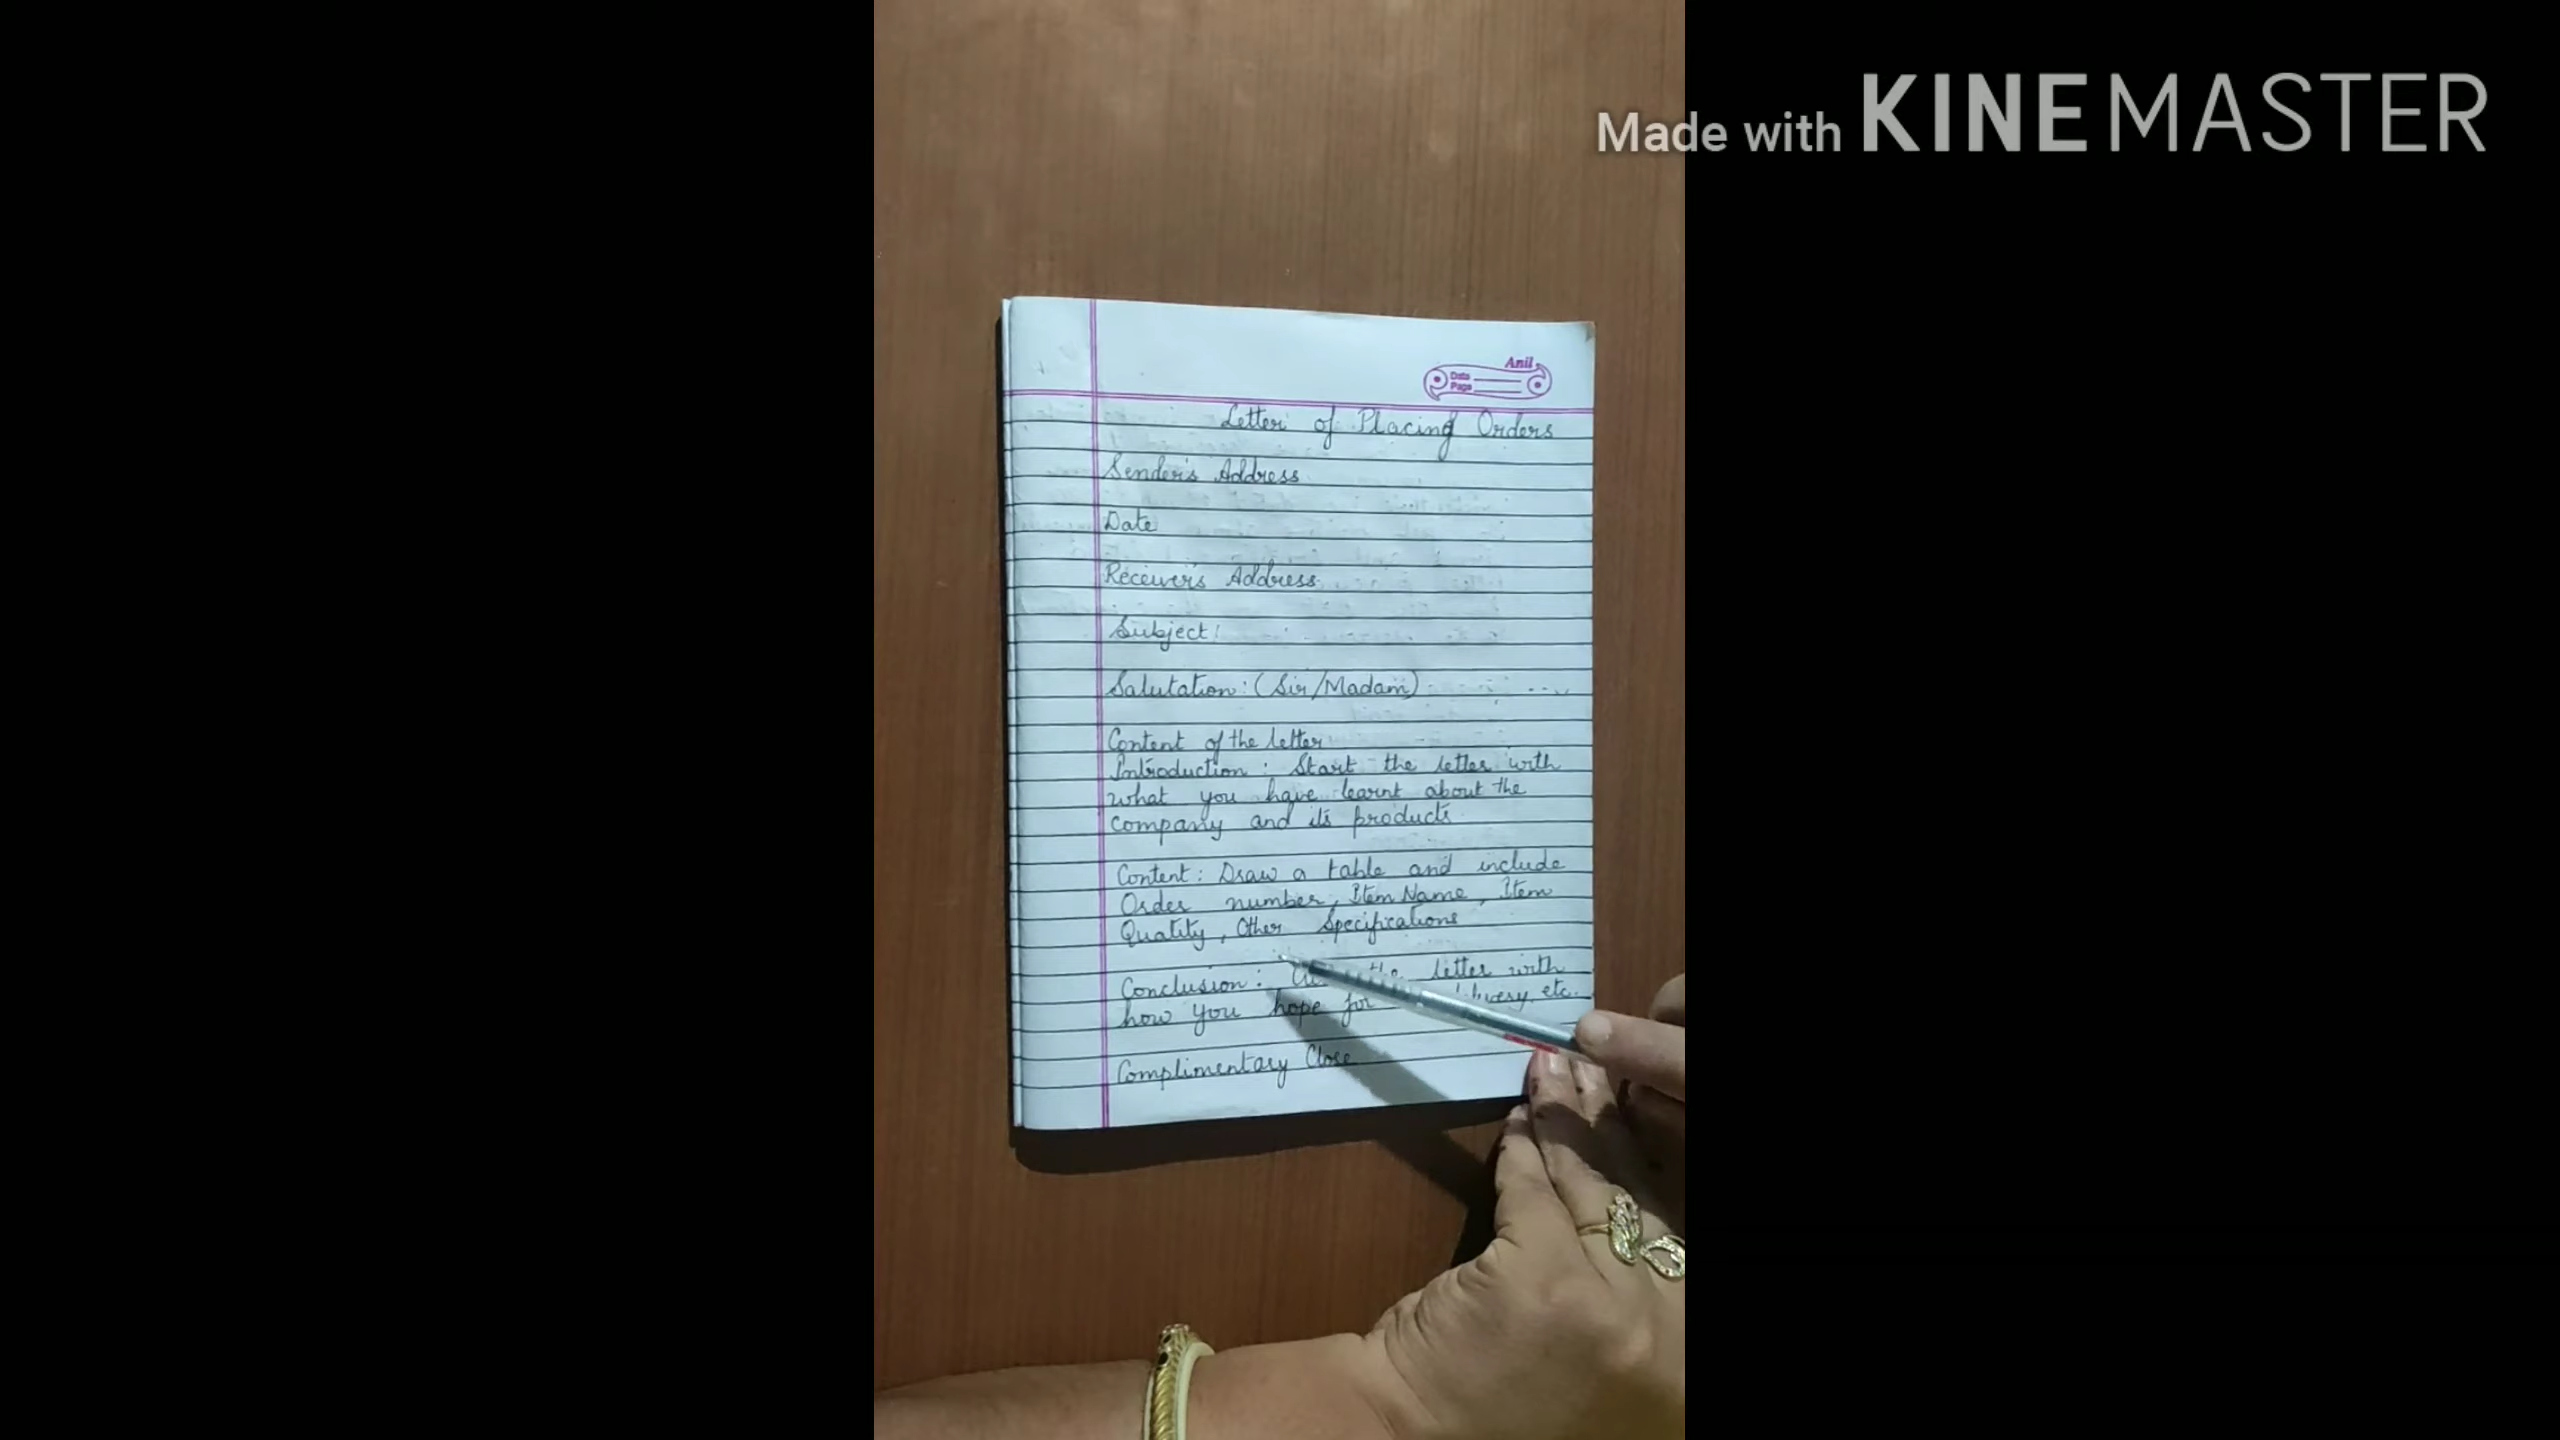 Made with KINEMASTER
Anil
Date
Page
Letter of Placing Orders
Sender's Address
Date
Receiver's Address
Subject:
Salutation: (Sir/Madam)
Content of the letter
Introduction: Start the letter with
what you have learnt about the
company and its products
Content: Draw a table and include
Order number, Item Name, Item
Quatity, Other Specifications
Conclusion: the letter with
how you hope for etc.
Complimentary Close